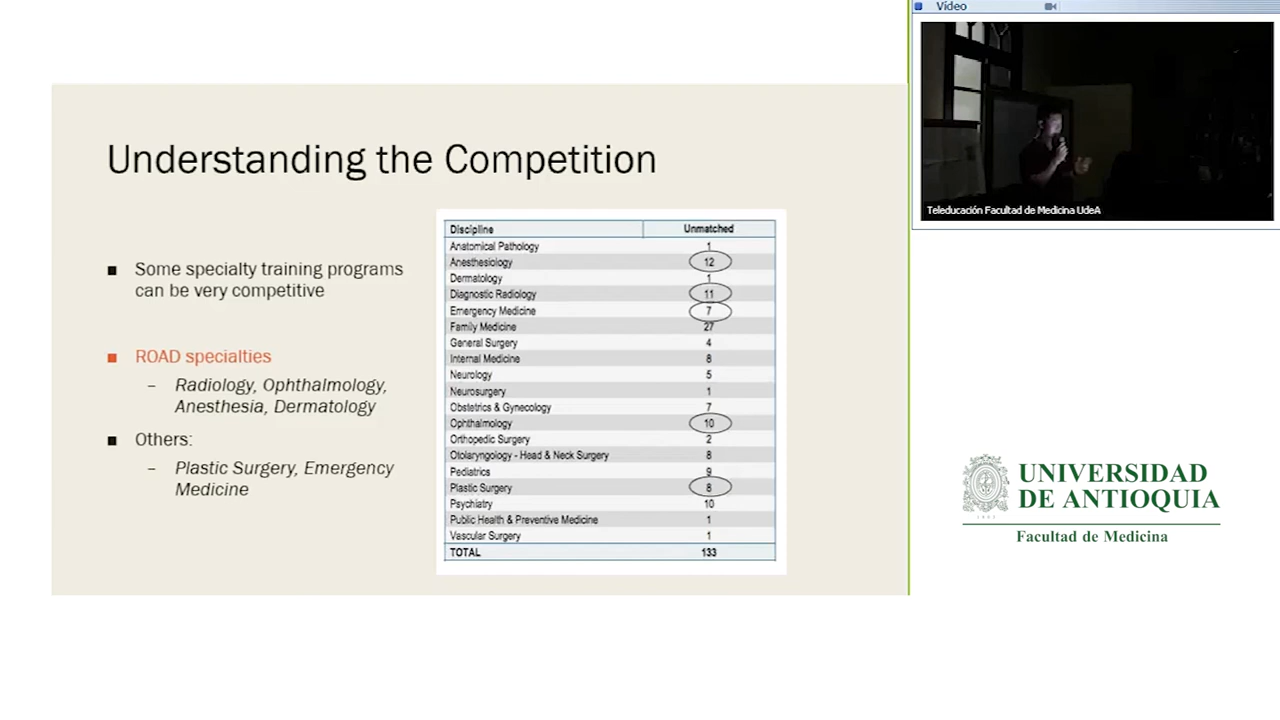 Understanding the Competition
■ Some specialty training programs
can be very competitive
■ ROAD specialties
– Radiology, Ophthalmology,
Anesthesia, Dermatology
■ Others:
– Plastic Surgery, Emergency
Medicine
Discipline Unmatched
Anatomical Pathology 1
Anesthesiology 12
Dermatology 1
Diagnostic Radiology 11
Emergency Medicine 7
Family Medicine 27
General Surgery 4
Internal Medicine 8
Neurology 5
Neurosurgery 1
Obstetrics & Gynecology 7
Ophthalmology 10
Orthopedic Surgery 2
Otolaryngology - Head & Neck Surgery 8
Pediatrics 9
Plastic Surgery 8
Psychiatry 10
Public Health & Preventive Medicine 1
Vascular Surgery 1
TOTAL 133
Vídeo
Teleducación Facultad de Medicina UdeA
UNIVERSIDAD
DE ANTIOQUIA
Facultad de Medicina